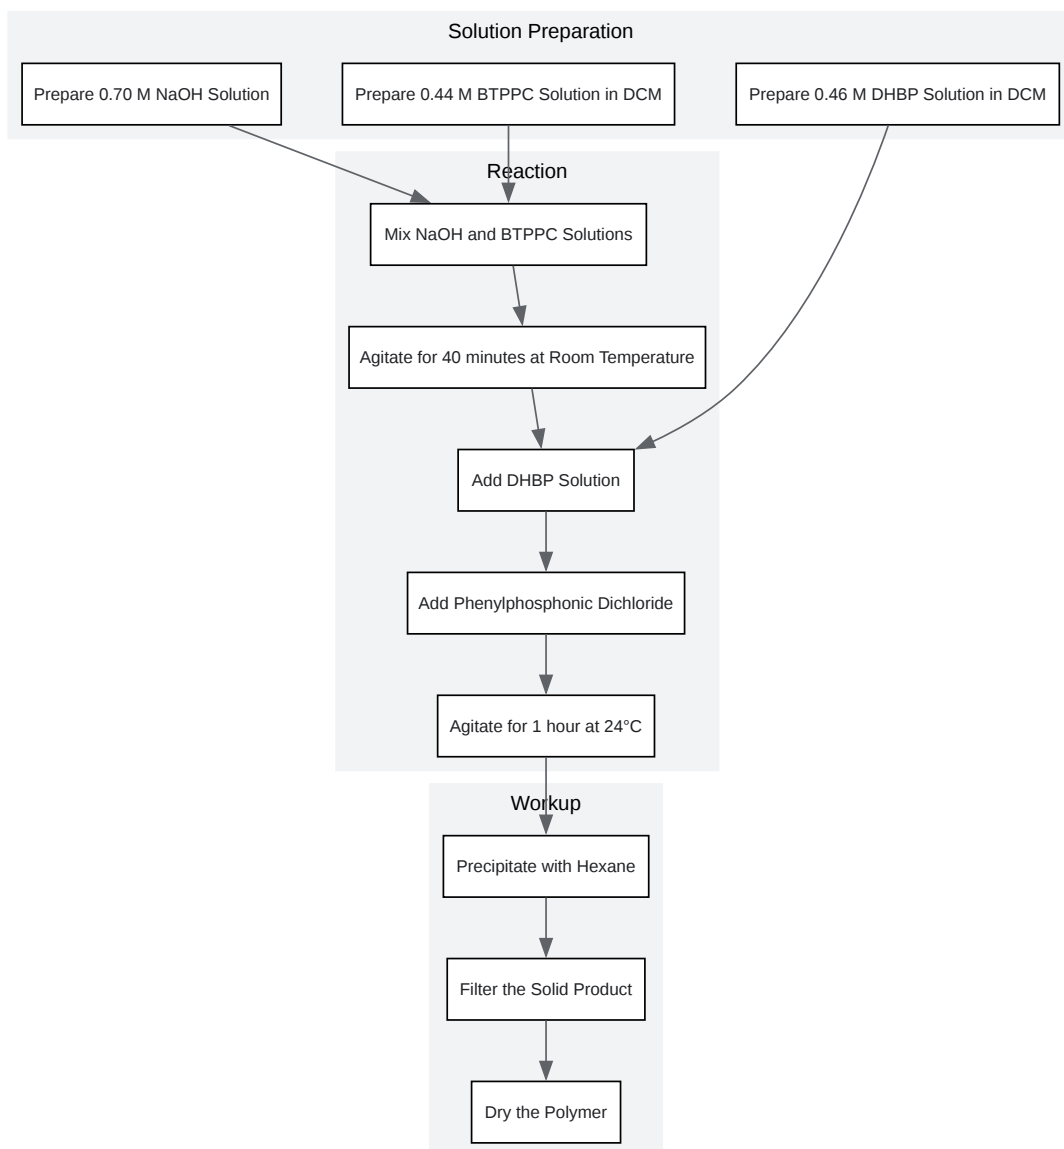 Solution Preparation
Prepare 0.70 M NaOH Solution
Prepare 0.44 M BTPPC Solution in DCM
Prepare 0.46 M DHBP Solution in DCM
Reaction
Mix NaOH and BTPPC Solutions
Agitate for 40 minutes at Room Temperature
Add DHBP Solution
Add Phenylphosphonic Dichloride
Agitate for 1 hour at 24°C
Workup
Precipitate with Hexane
Filter the Solid Product
Dry the Polymer